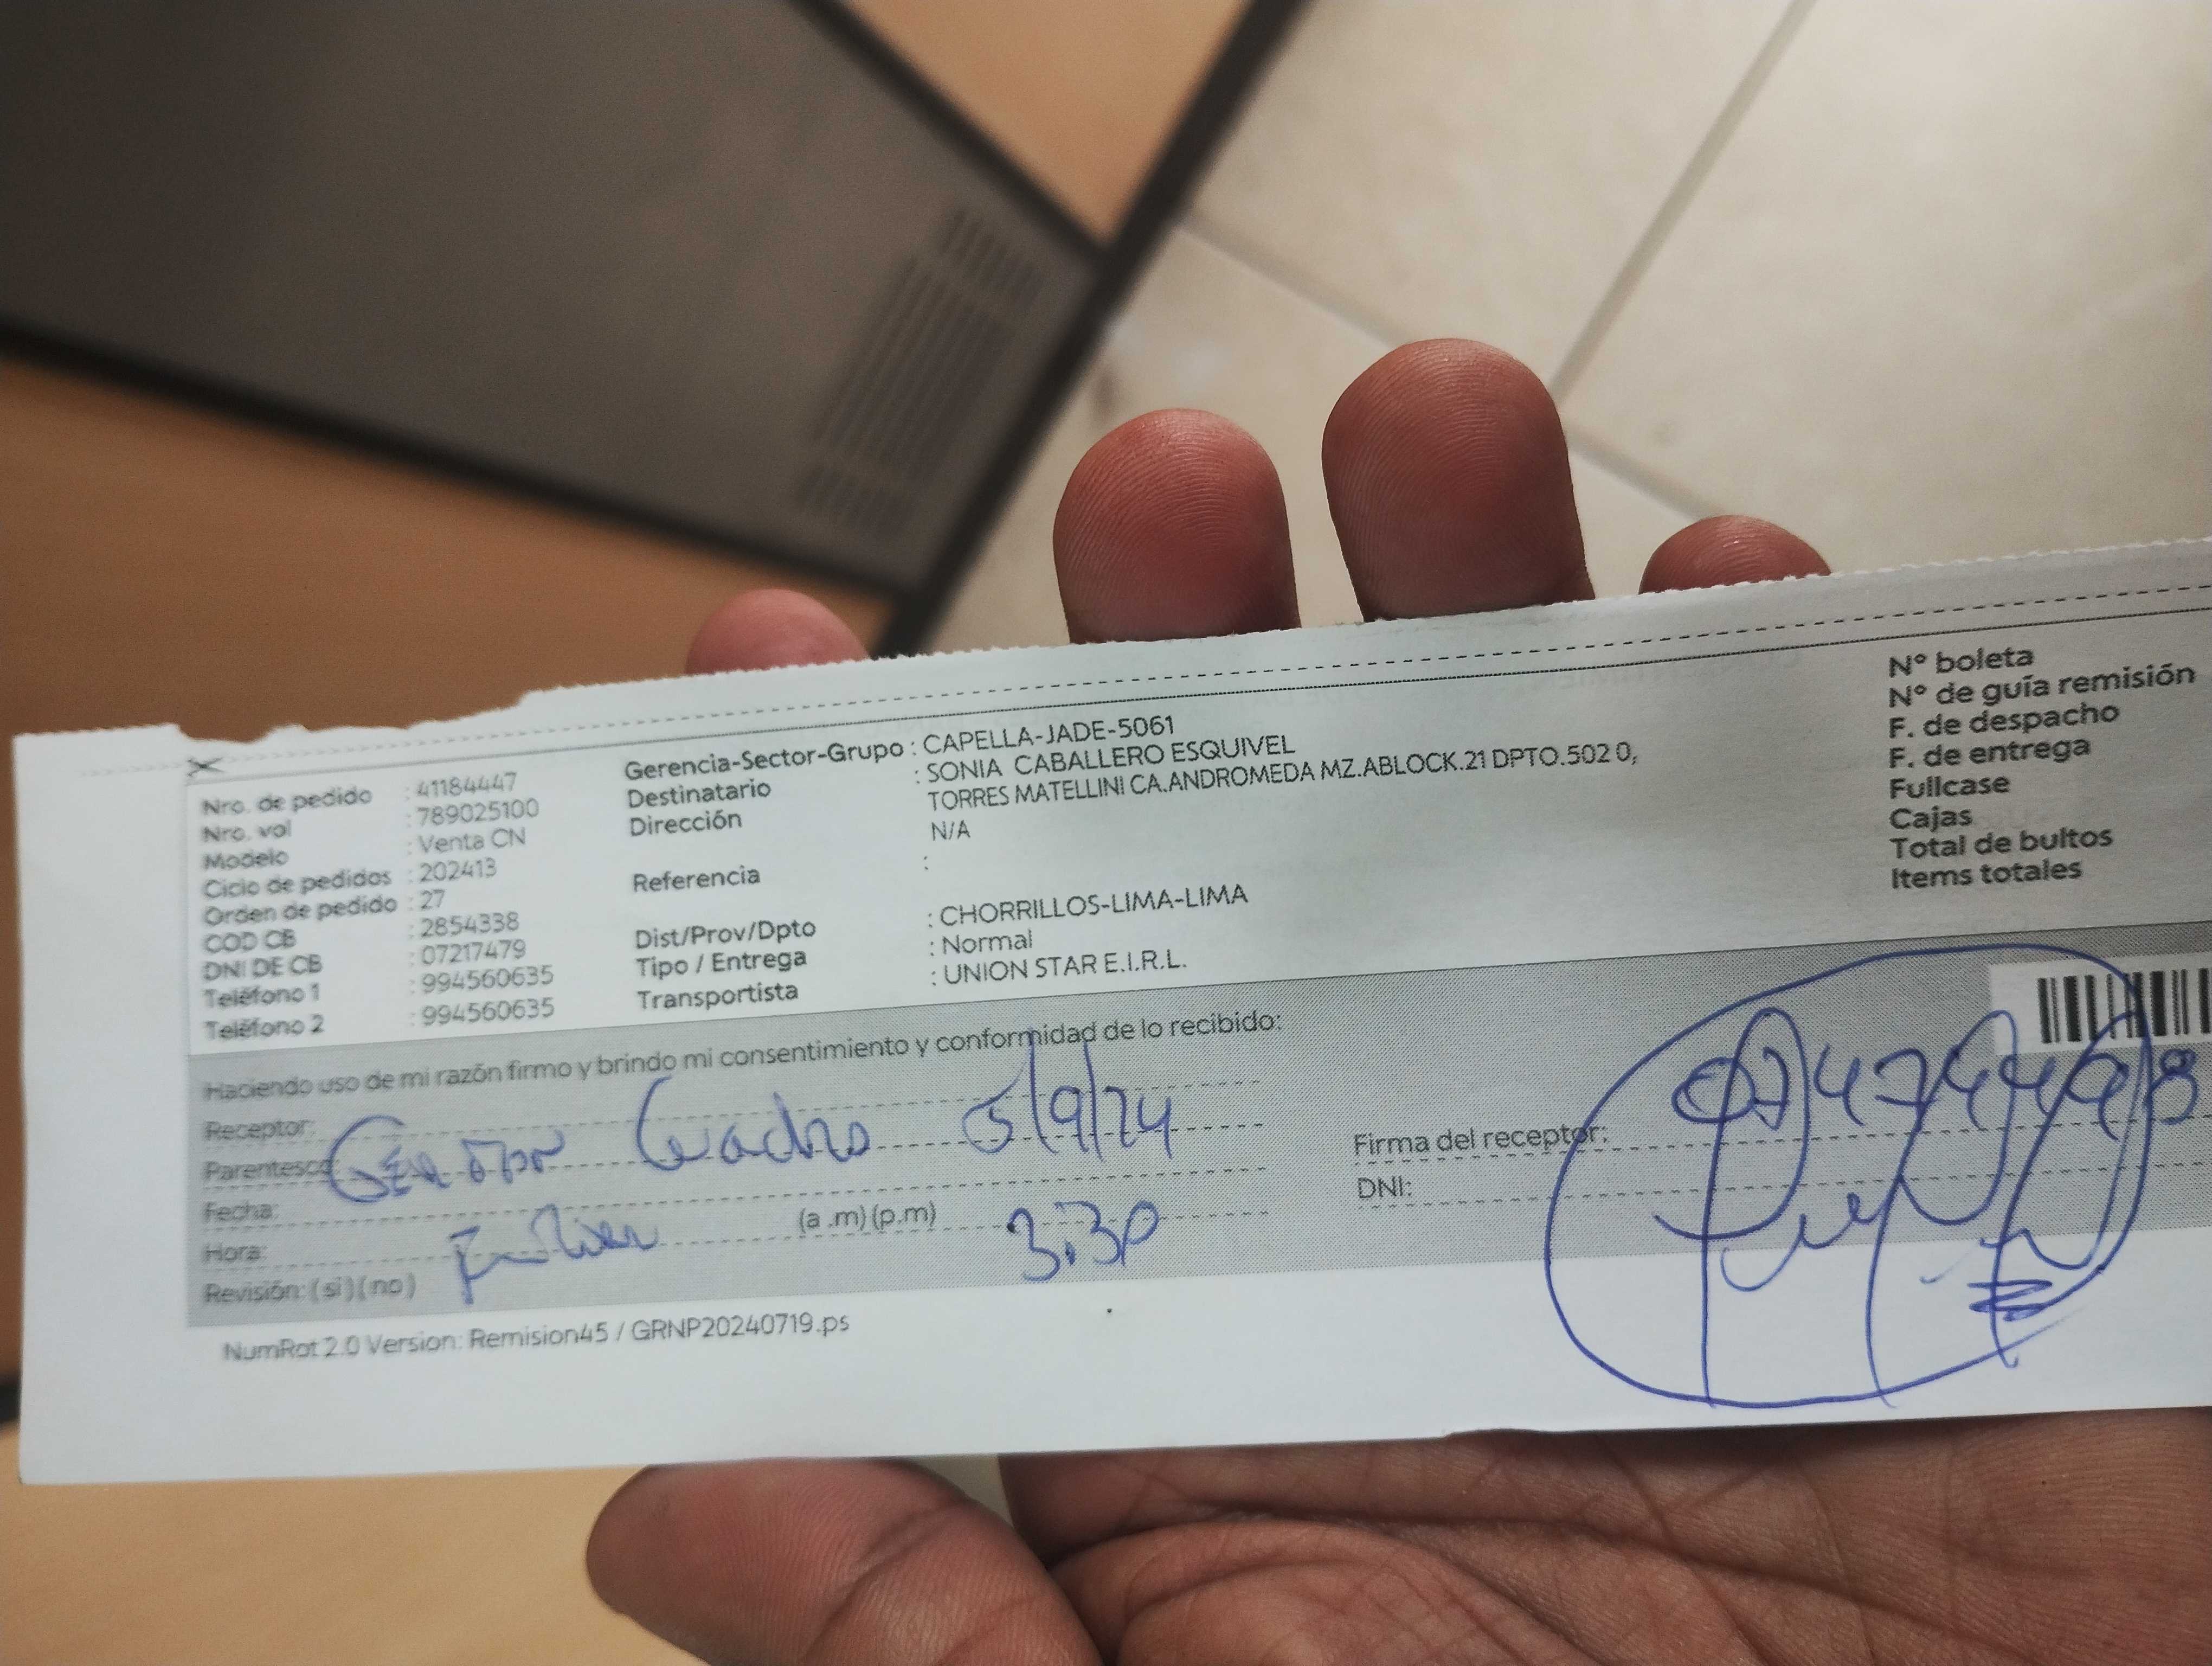 Nro. de pedido : 41184447
Nro. vol : 789025100
Modelo : Venta CN
Ciclo de pedidos : 202413
Orden de pedido : 27
COD CB : 2854338
DNI DE CB : 07217479
Teléfono 1 : 994560635
Teléfono 2 : 994560635
Gerencia-Sector-Grupo : CAPELLA-JADE-5061
Destinatario : SONIA CABALLERO ESQUIVEL
Dirección TORRES MATELLINI CA.ANDROMEDA MZ.ABLOCK.21 DPTO.502 0,
N/A
Referencia :
Dist/Prov/Dpto : CHORRILLOS-LIMA-LIMA
Tipo / Entrega : Normal
Transportista : UNION STAR E.I.R.L.
N° boleta
N° de guía remisión
F. de despacho
F. de entrega
Fullcase
Cajas
Total de bultos
Items totales
Haciendo uso de mi razón firmo y brindo mi consentimiento y conformidad de lo recibido:
Receptor:
Parentesco: 5/9/24
Fecha:
Hora: (a .m) (p.m) 3:30
Revisión: ( si ) ( no )
Firma del receptor:
DNI:
NumRot 2.0 Version: Remision45 / GRNP20240719.ps